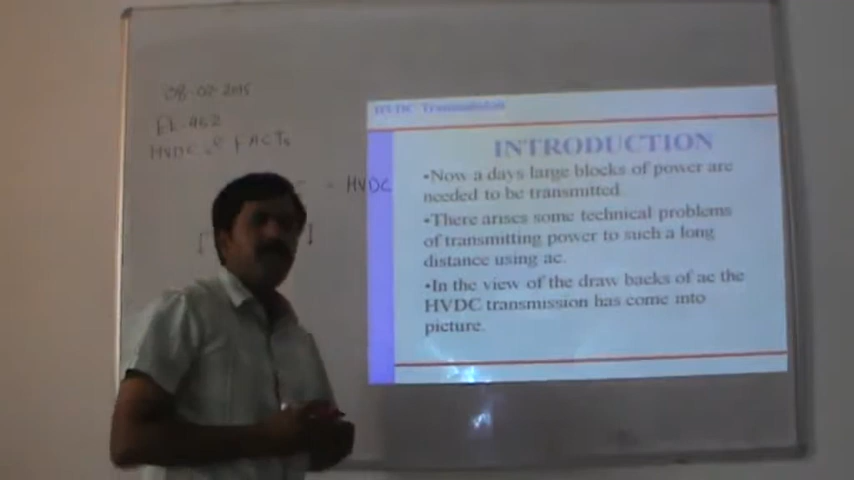 08-07-2015
EE-462
HVDC & FACTs
= HVDC
HVDC Transmission
INTRODUCTION
•Now a days large blocks of power are
needed to be transmitted.
•There arises some technical problems
of transmitting power to such a long
distance using ac.
•In the view of the draw backs of ac the
HVDC transmission has come into
picture.